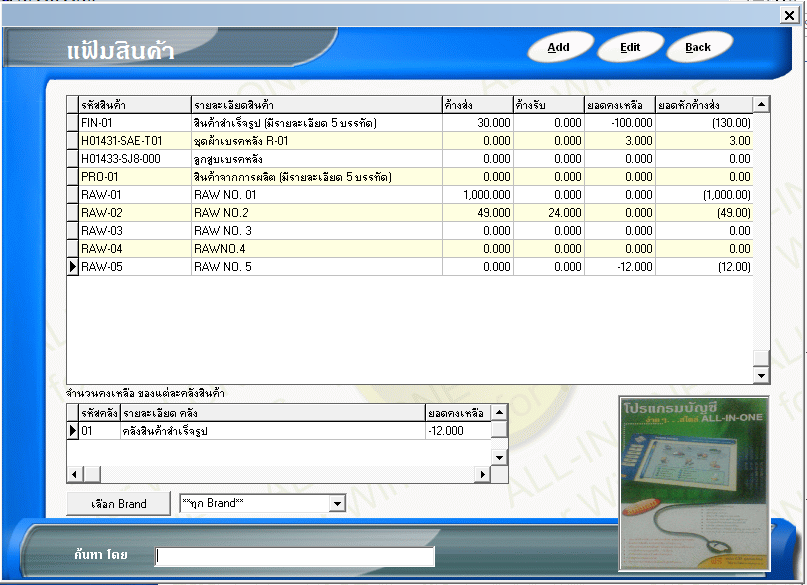 แฟ้มสินค้า
Add Edit Back
รหัสสินค้า รายละเอียดสินค้า ค้างส่ง ค้างรับ ยอดคงเหลือ ยอดหักค้างส่ง
FIN-01 สินค้าสำเร็จรูป (มีรายละเอียด 5 บรรทัด) 30.000 0.000 -100.000 (130.00)
H01431-SAE-T01 ชุดผ้าเบรคหลัง R-01 0.000 0.000 3.000 3.00
H01433-SJ8-000 ลูกสูบเบรคหลัง 0.000 0.000 0.000 0.00
PRO-01 สินค้าจากการผลิต (มีรายละเอียด 5 บรรทัด) 0.000 0.000 0.000 0.00
RAW-01 RAW NO. 01 1,000.000 0.000 0.000 (1,000.00)
RAW-02 RAW NO.2 49.000 24.000 0.000 (49.00)
RAW-03 RAW NO. 3 0.000 0.000 0.000 0.00
RAW-04 RAWNO.4 0.000 0.000 0.000 0.00
RAW-05 RAW NO. 5 0.000 0.000 -12.000 (12.00)
จำนวนคงเหลือ ของแต่ละคลังสินค้า
รหัสคลัง รายละเอียด คลัง ยอดคงเหลือ
01 คลังสินค้าสำเร็จรูป -12.000
โปรแกรมบัญชี
ง่าย ๆ... สไตล์ ALL-IN-ONE
เลือก Brand **ทุก Brand**
ค้นหา โดย